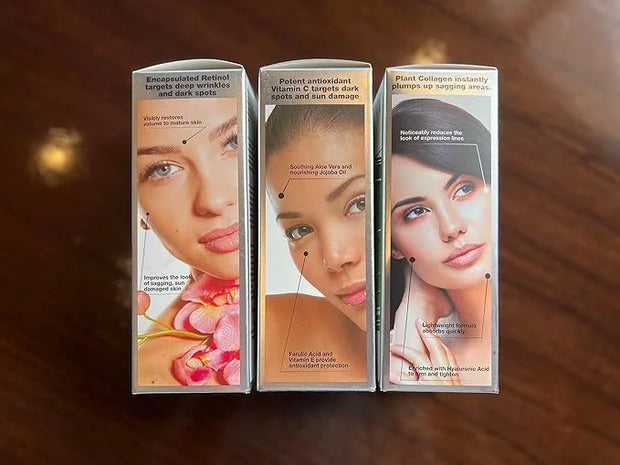 Encapsulated Retinol
targets deep wrinkles
and dark spots
Visibly restores
volume to mature skin
Improves the look
of sagging, sun
damaged skin
Potent antioxidant
Vitamin C targets dark
spots and sun damage
Soothing Aloe Vera and
nourishing Jojoba Oil
Ferulic Acid and
Vitamin E provide
antioxidant protection
Plant Collagen instantly
plumps up sagging areas.
Noticeably reduces the
look of expression lines
Lightweight formula
absorbs quickly
Enriched with Hyaluronic Acid
to firm and tighten